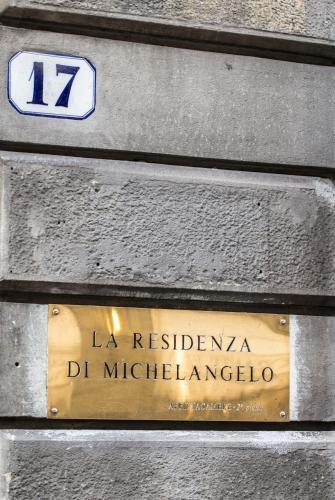 17
LA RESIDENZA
DI MICHELANGELO